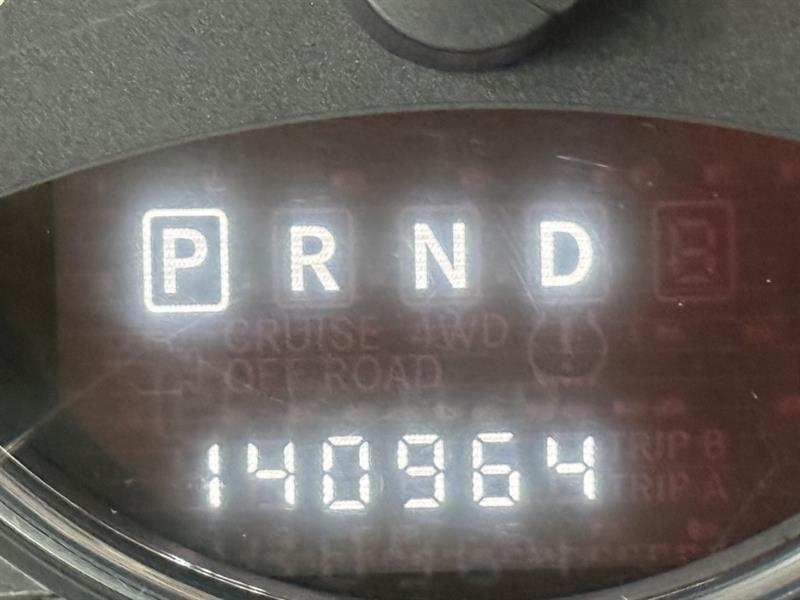 P R N D
CRUISE 4WD
OFF ROAD
140964
TRIP B
TRIP A